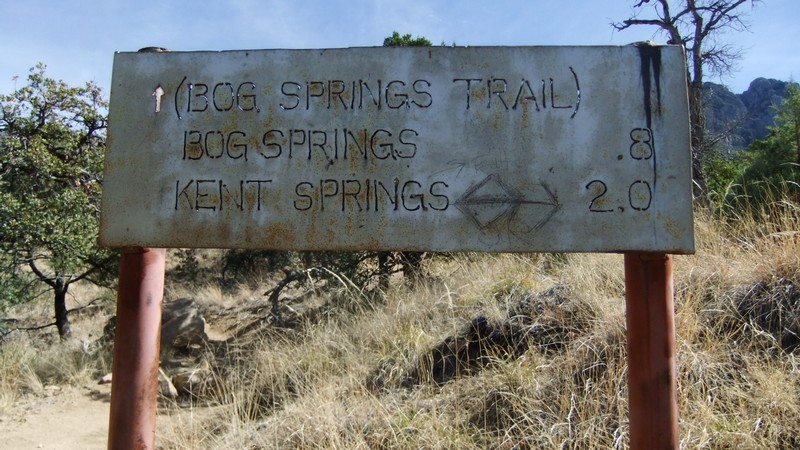 (BOG SPRINGS TRAIL)
BOG SPRINGS .8
KENT SPRINGS 2.0